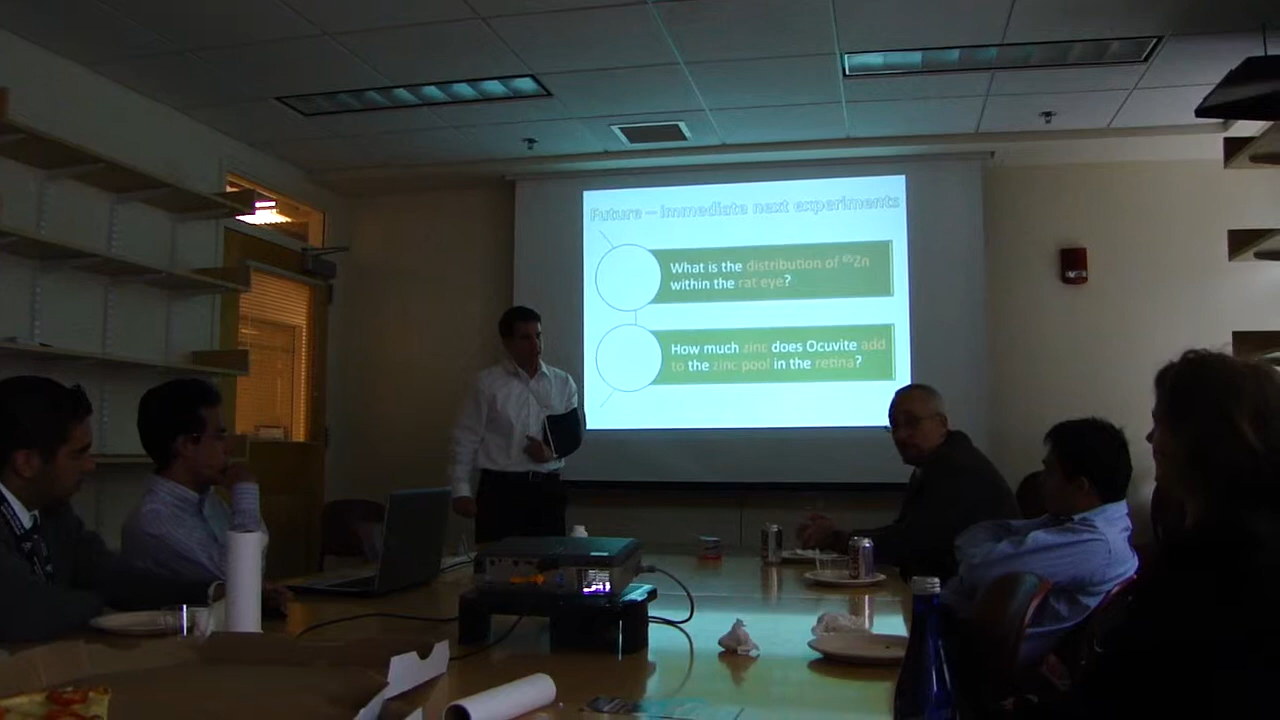 Future – immediate next experiments
What is the distribution of ⁶⁵Zn
within the rat eye?
How much zinc does Ocuvite add
to the zinc pool in the retina?